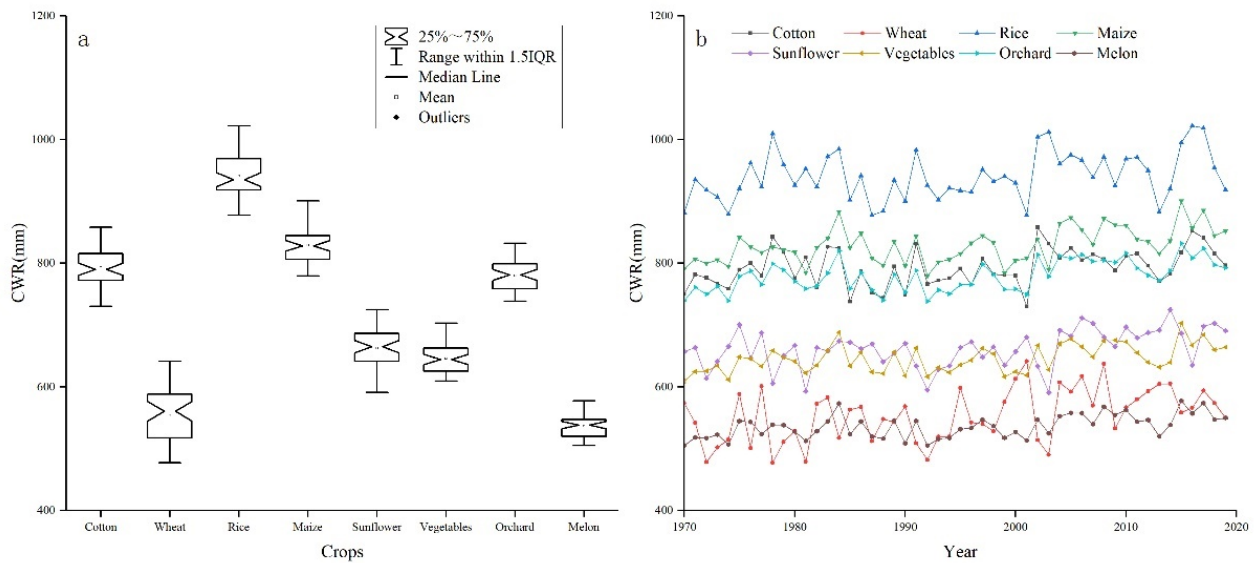 a
25%～75%
Range within 1.5IQR
Median Line
Mean
Outliers
1200
1000
800
600
400
CWR(mm)
Cotton Wheat Rice Maize Sunflower Vegetables Orchard Melon
Crops
b
Cotton Wheat Rice Maize
Sunflower Vegetables Orchard Melon
1200
1000
800
600
400
CWR(mm)
1970 1980 1990 2000 2010 2020
Year